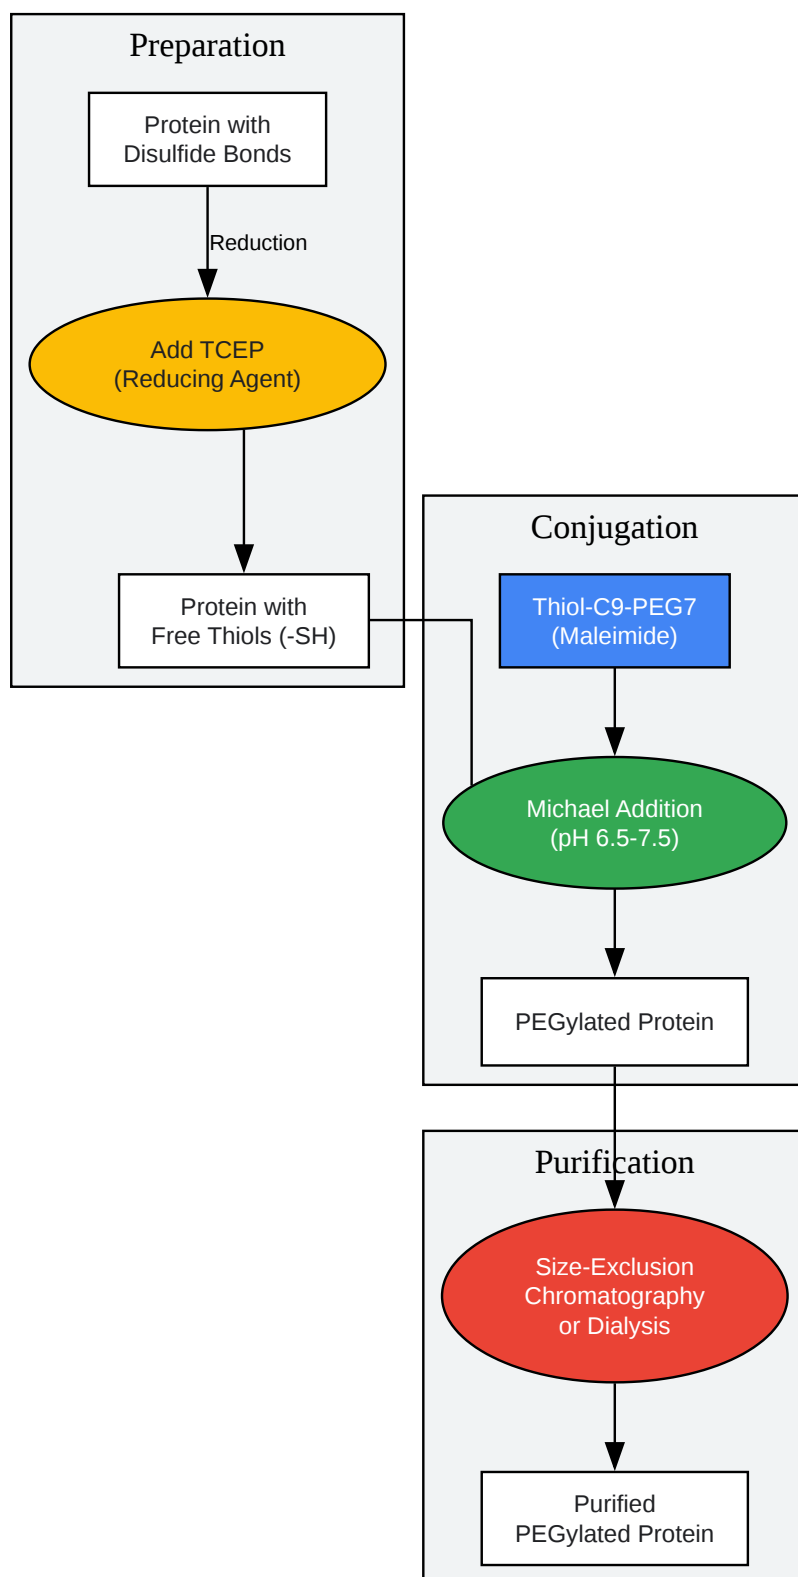 Preparation
Protein with
Disulfide Bonds
Reduction
Add TCEP
(Reducing Agent)
Protein with
Free Thiols (-SH)
Conjugation
Thiol-C9-PEG7
(Maleimide)
Michael Addition
(pH 6.5-7.5)
PEGylated Protein
Purification
Size-Exclusion
Chromatography
or Dialysis
Purified
PEGylated Protein